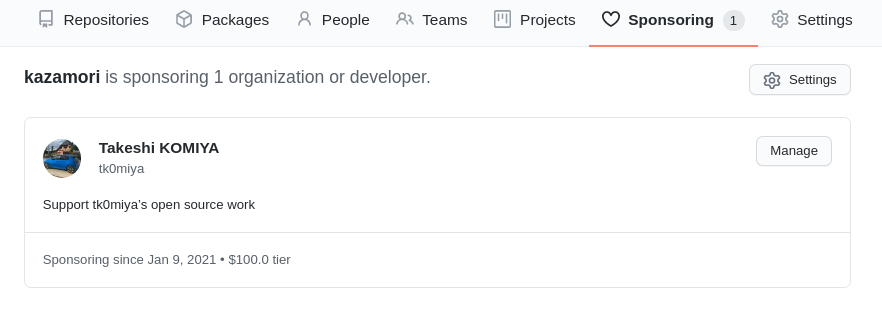 Repositories Packages People Teams Projects Sponsoring 1 Settings
kazamori is sponsoring 1 organization or developer.
Settings
Takeshi KOMIYA
Manage
tk0miya
Support tk0miya's open source work
Sponsoring since Jan 9, 2021 • $100.0 tier